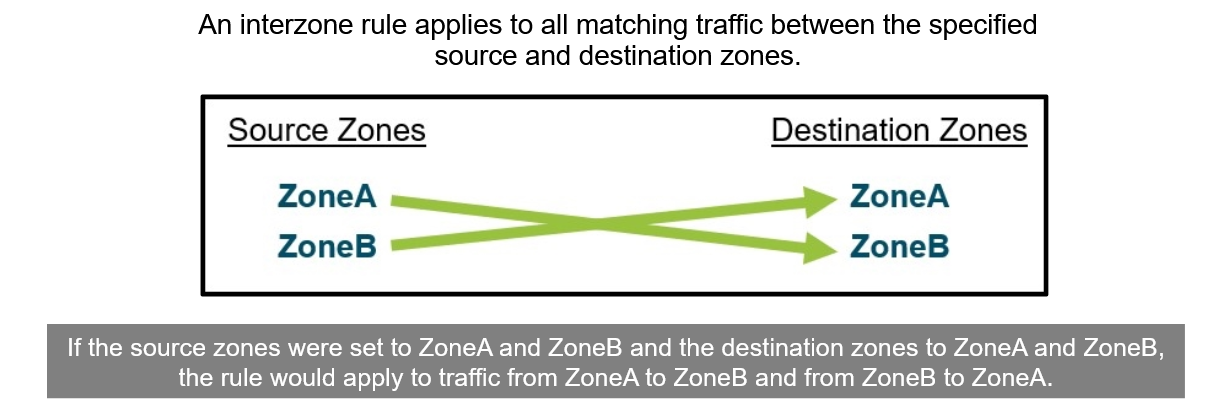 An interzone rule applies to all matching traffic between the specified
source and destination zones.
Source Zones
Destination Zones
ZoneA
ZoneA
ZoneB
ZoneB
If the source zones were set to ZoneA and ZoneB and the destination zones to ZoneA and ZoneB,
the rule would apply to traffic from ZoneA to ZoneB and from ZoneB to ZoneA.